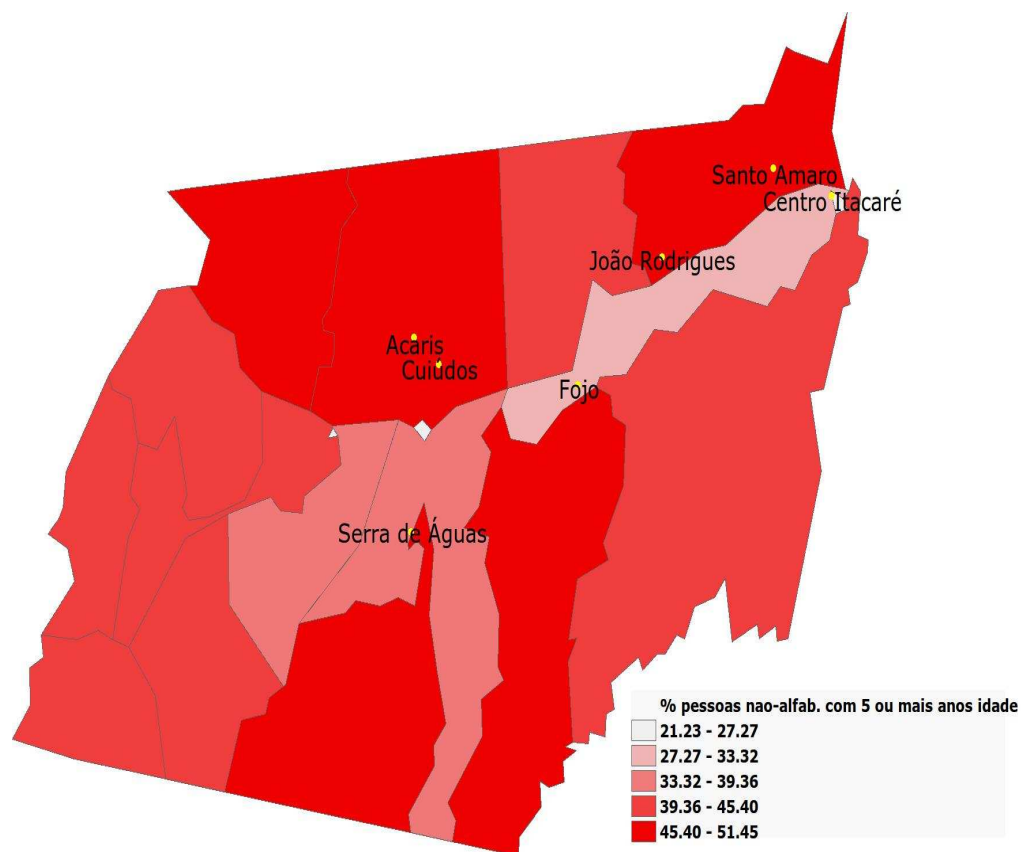 Santo Amaro
Centro Itacaré
João Rodrigues
Acaris
Cuiúdos
Fojo
Serra de Águas
% pessoas nao-alfab. com 5 ou mais anos idade
21.23 - 27.27
27.27 - 33.32
33.32 - 39.36
39.36 - 45.40
45.40 - 51.45